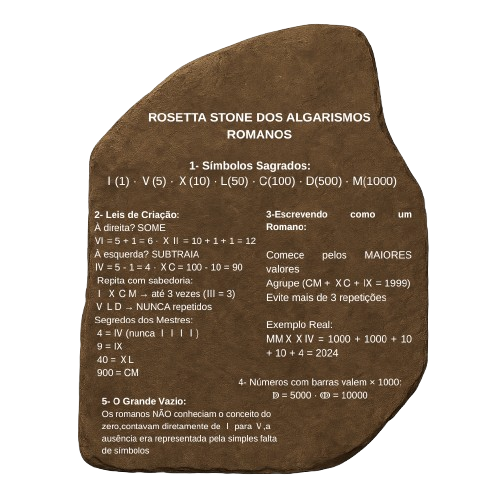 ROSETTA STONE DOS ALGARISMOS
ROMANOS
1- Símbolos Sagrados:
I (1) · V (5) · X (10) · L(50) · C(100) · D(500) · M(1000)
2- Leis de Criação:
À direita? SOME
VI = 5 + 1 = 6 · X II = 10 + 1 + 1 = 12
À esquerda? SUBTRAIA
IV = 5 - 1 = 4 · X C = 100 - 10 = 90
Repita com sabedoria:
I X C M → até 3 vezes (III = 3)
V L D → NUNCA repetidos
Segredos dos Mestres:
4 = IV (nunca I I I I )
9 = IX
40 = X L
900 = CM
3-Escrevendo como um
Romano:
Comece pelos MAIORES
valores
Agrupe (CM + XC + IX = 1999)
Evite mais de 3 repetições
Exemplo Real:
MM X X IV = 1000 + 1000 + 10
+ 10 + 4 = 2024
4- Números com barras valem × 1000:
ↁ = 5000 · ↂ = 10000
5- O Grande Vazio:
Os romanos NÃO conheciam o conceito do
zero,contavam diretamente de I para V ,a
ausência era representada pela simples falta
de símbolos